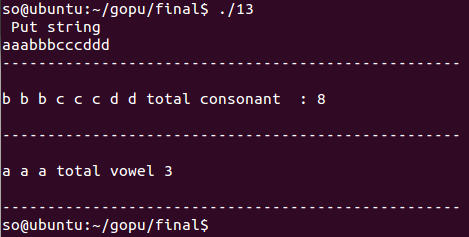 so@ubuntu:~/gopu/final$ ./13
Put string
aaabbbcccddd
---------------------------------------------------
b b b c c c d d total consonant  : 8
---------------------------------------------------
a a a total vowel 3
---------------------------------------------------
so@ubuntu:~/gopu/final$